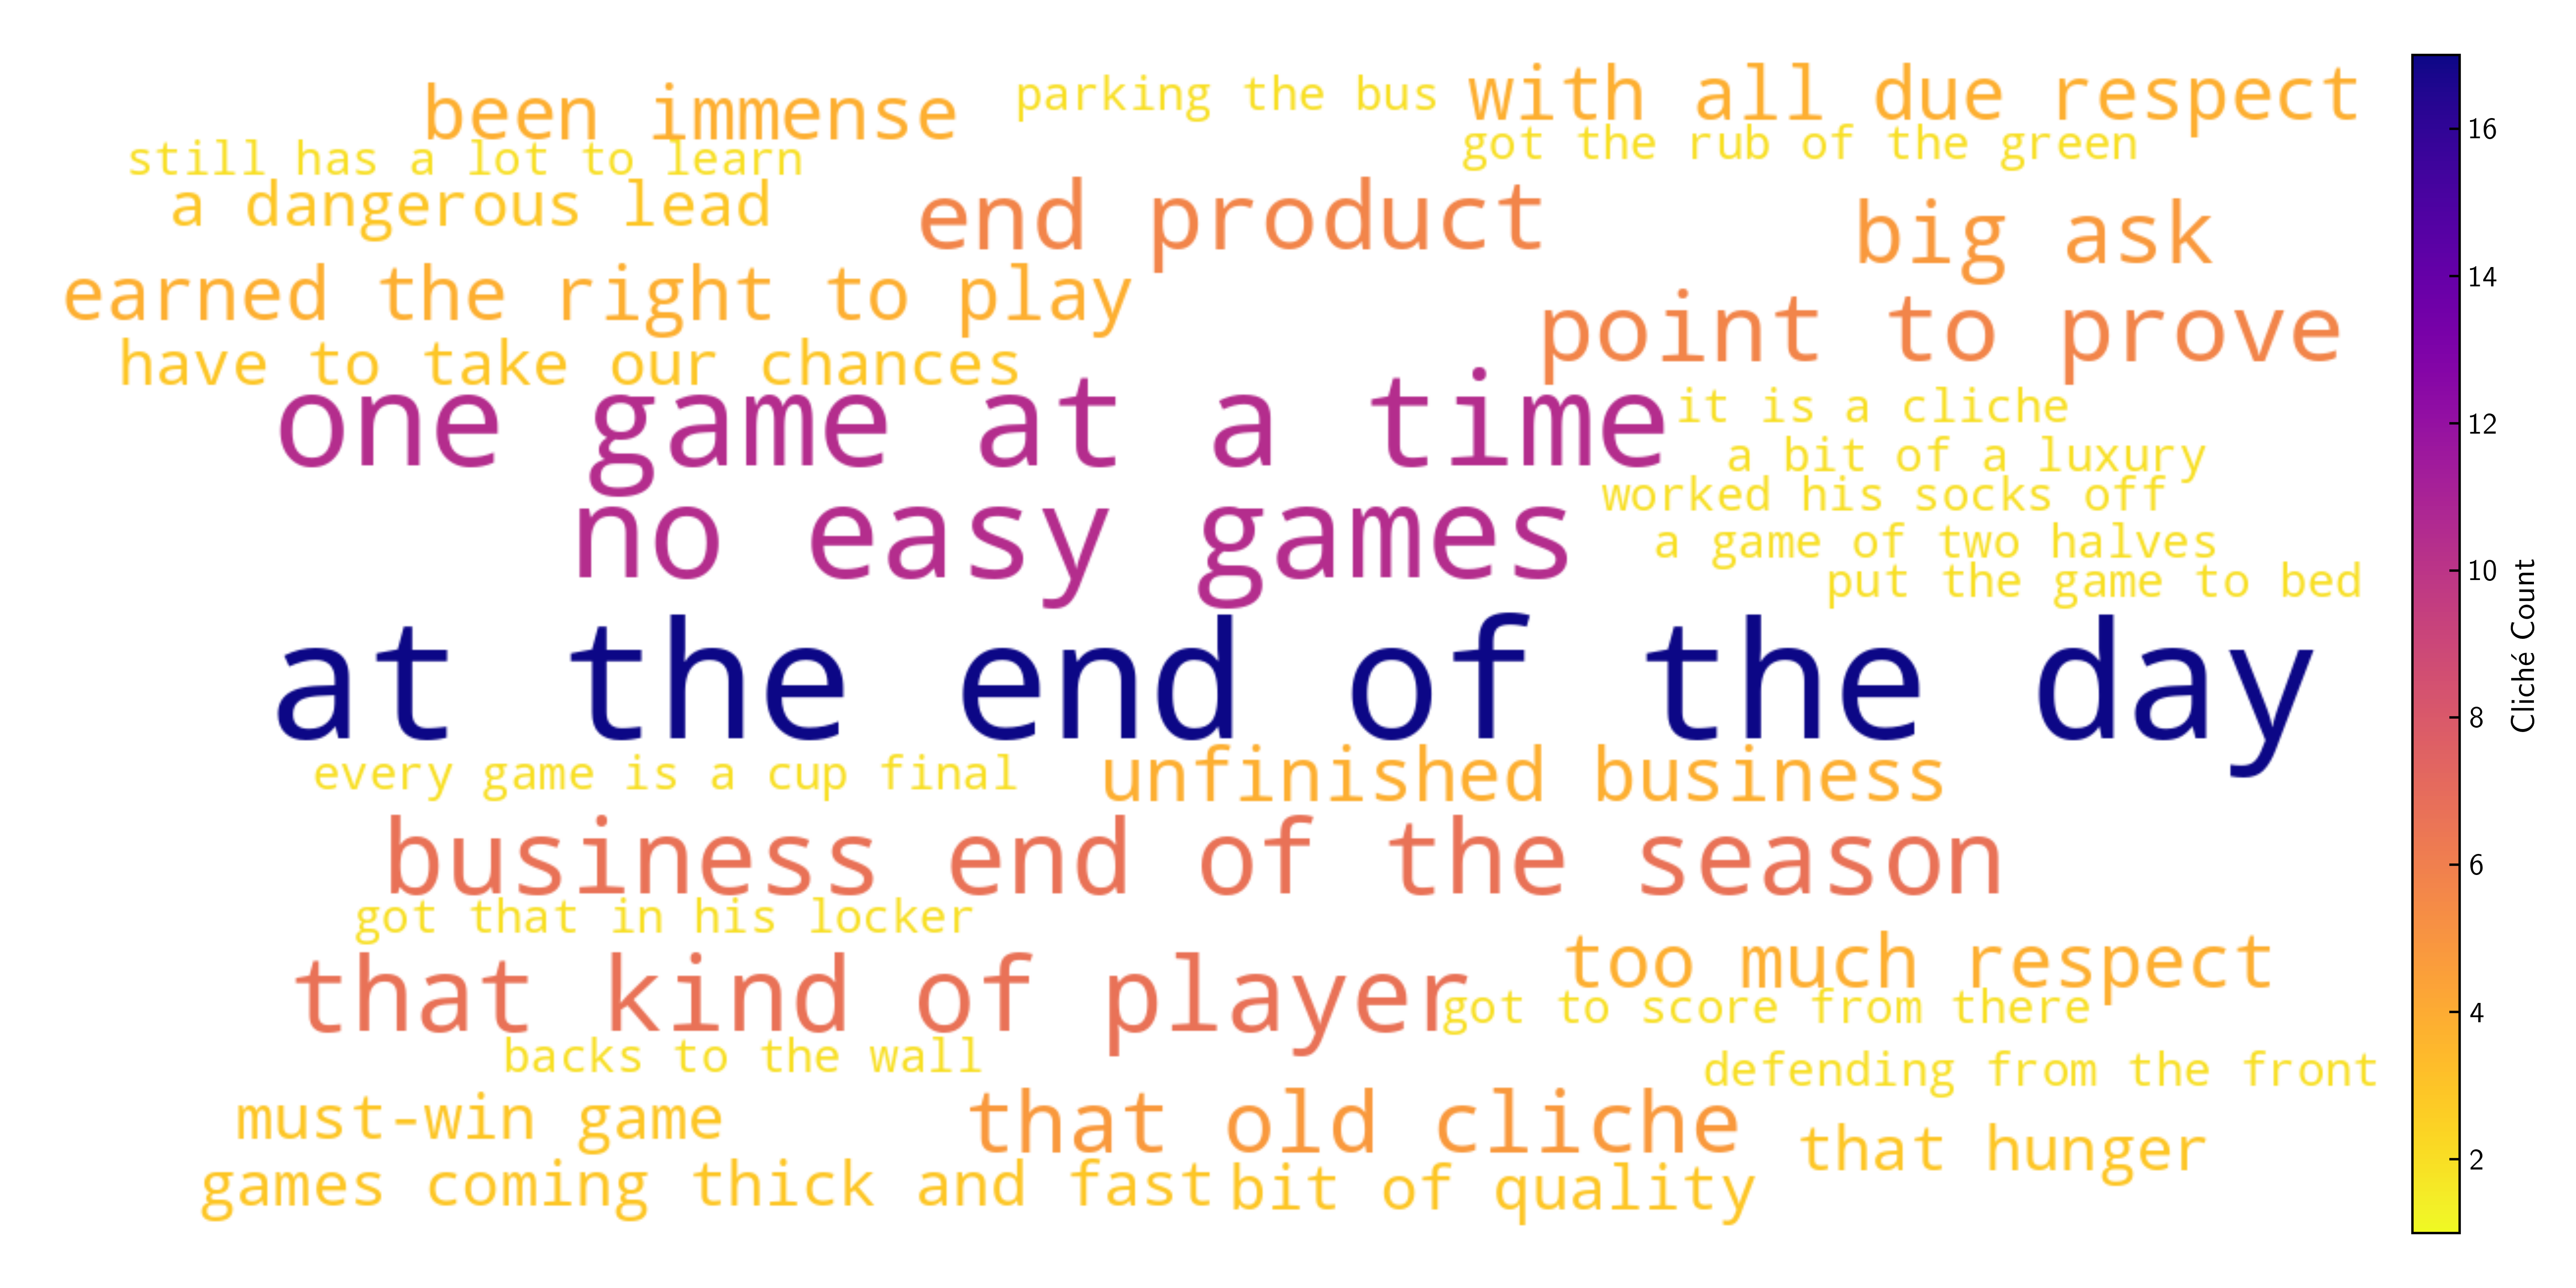 been immense
parking the bus
with all due respect
still has a lot to learn
got the rub of the green
a dangerous lead
end product
big ask
earned the right to play
point to prove
have to take our chances
one game at a time
it is a cliche
a bit of a luxury
worked his socks off
no easy games
a game of two halves
put the game to bed
at the end of the day
every game is a cup final
unfinished business
business end of the season
got that in his locker
too much respect
that kind of player
got to score from there
backs to the wall
defending from the front
must-win game
that old cliche
that hunger
games coming thick and fast
bit of quality
16
14
12
10
8
6
4
2
Cliché Count